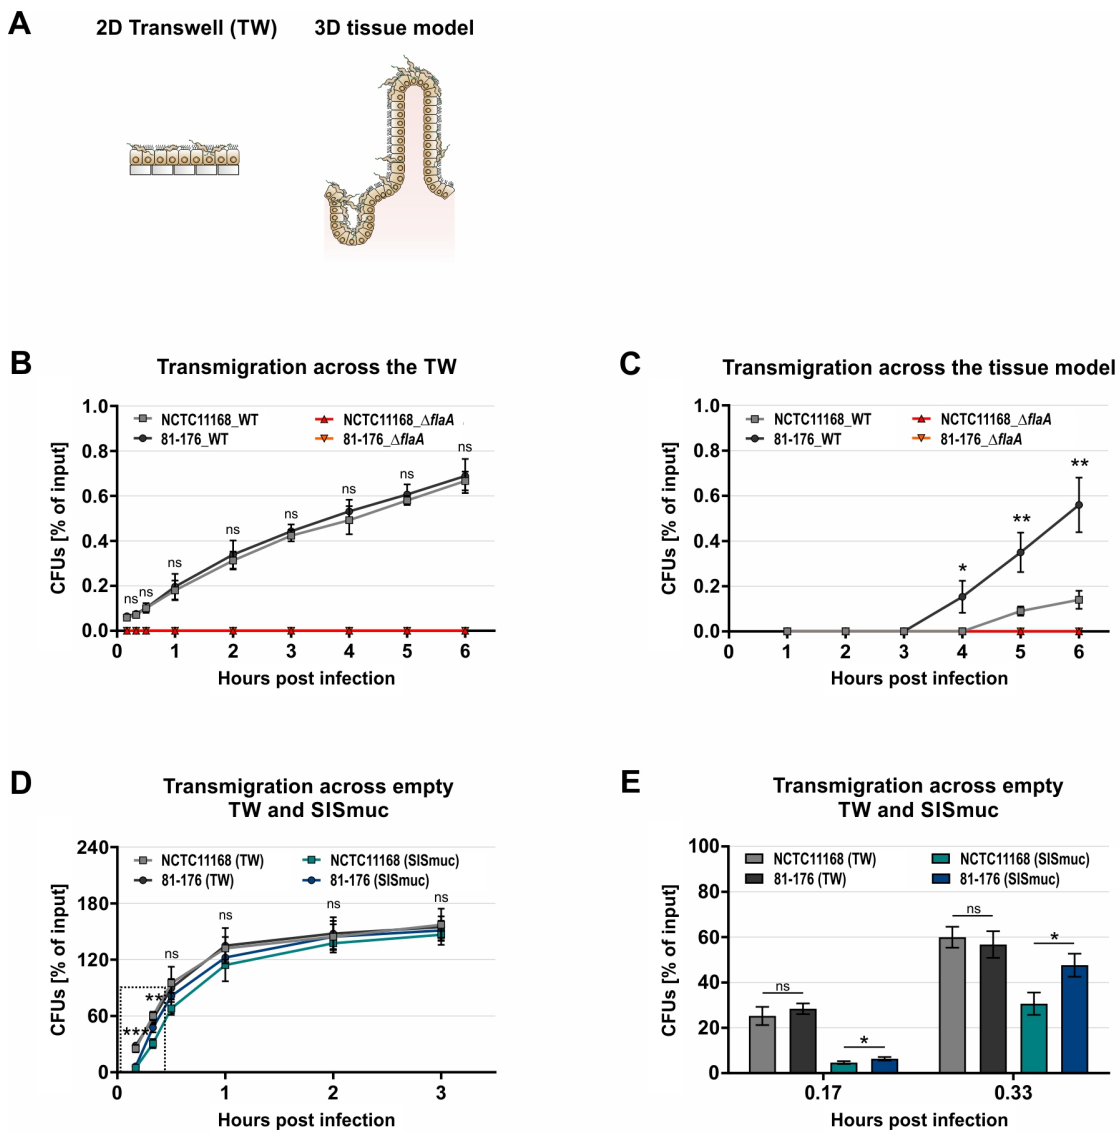 A
2D Transwell (TW)
3D tissue model
B
Transmigration across the TW
CFUs [% of input]
1.0
0.8
0.6
0.4
0.2
0.0
NCTC11168_WT
81-176_WT
NCTC11168_ΔflaA
81-176_ΔflaA
ns
ns
ns
ns
ns
ns
ns
ns
0
1
2
3
4
5
6
Hours post infection
C
Transmigration across the tissue model
CFUs [% of input]
1.0
0.8
0.6
0.4
0.2
0.0
NCTC11168_WT
81-176_WT
NCTC11168_ΔflaA
81-176_ΔflaA
*
**
**
0
1
2
3
4
5
6
Hours post infection
D
Transmigration across empty
TW and SISmuc
CFUs [% of input]
240
180
120
60
0
NCTC11168 (TW)
81-176 (TW)
NCTC11168 (SISmuc)
81-176 (SISmuc)
***
**
ns
ns
ns
ns
0
1
2
3
Hours post infection
E
Transmigration across empty
TW and SISmuc
CFUs [% of input]
100
80
60
40
20
0
NCTC11168 (TW)
81-176 (TW)
NCTC11168 (SISmuc)
81-176 (SISmuc)
ns
*
ns
*
0.17
0.33
Hours post infection